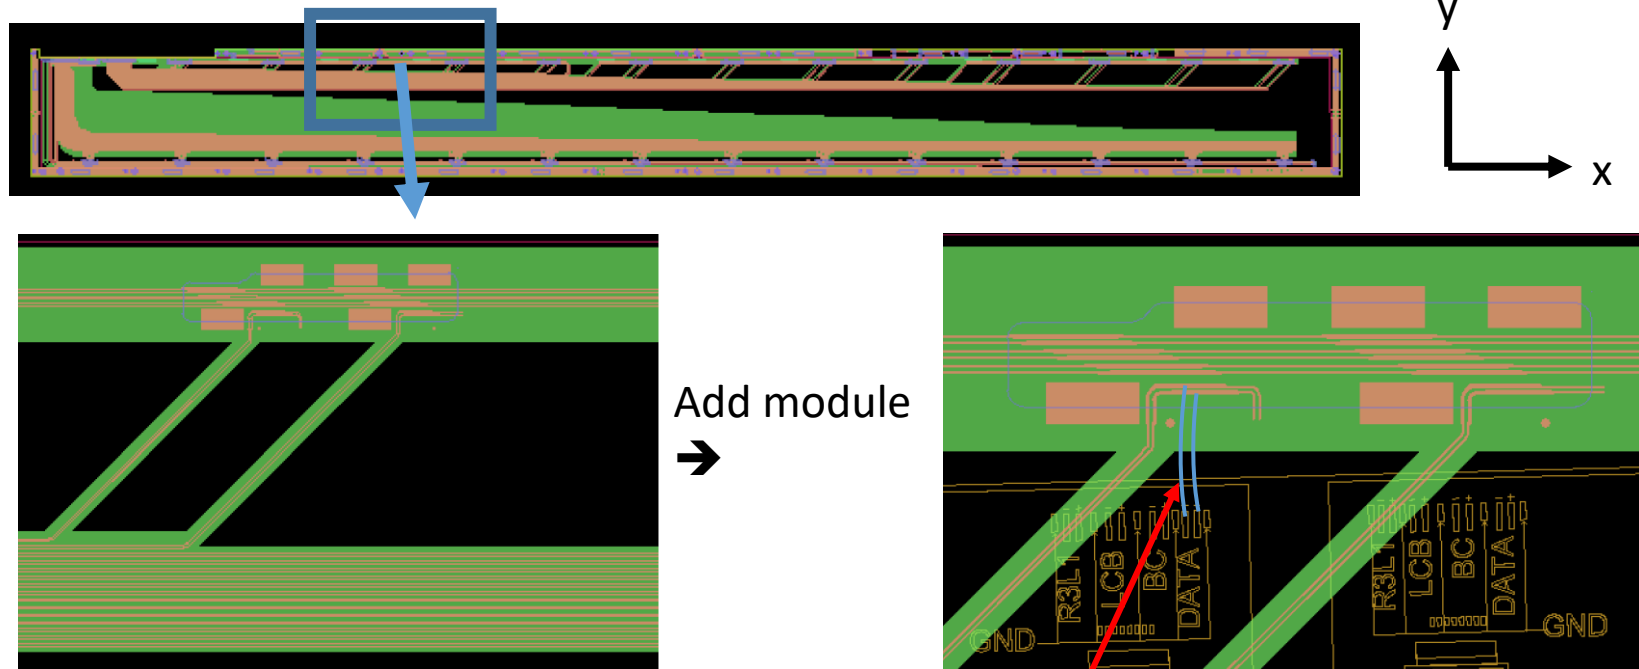 y
x
Add module
➔
R3L1
LCB
BC
DATA
GND
R3L1
LCB
BC
DATA
GND